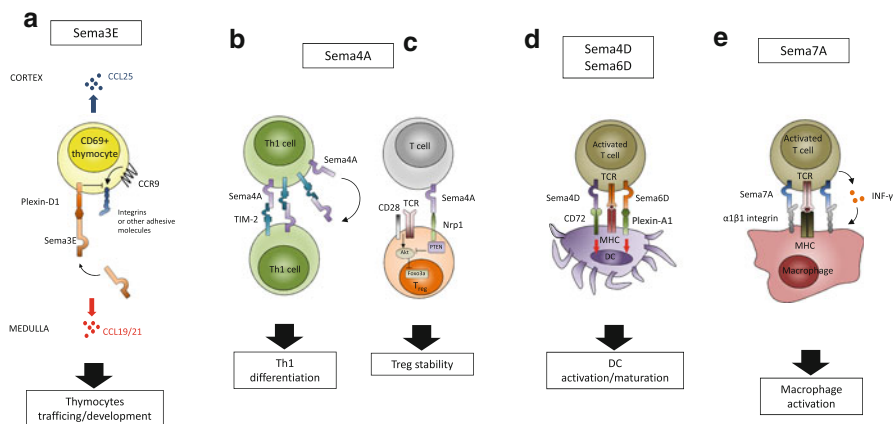 a
Sema3E
CORTEX
CCL25
CD69+
thymocyte
CCR9
Plexin-D1
Integrins
or other adhesive
molecules
Sema3E
MEDULLA
CCL19/21
Thymocytes
trafficing/development
b
c
Sema4A
Th1 cell
Sema4A
Sema4A
TIM-2
Th1 cell
Th1
differentiation
T cell
Sema4A
CD28
TCR
Nrp1
PTEN
Akt
Foxo3a
Treg
Treg stability
d
Sema4D
Sema6D
Activated
T cell
TCR
Sema4D
Sema6D
CD72
Plexin-A1
MHC
DC
DC
activation/maturation
e
Sema7A
Activated
T cell
TCR
Sema7A
INF-γ
α1β1 integrin
MHC
Macrophage
Macrophage
activation